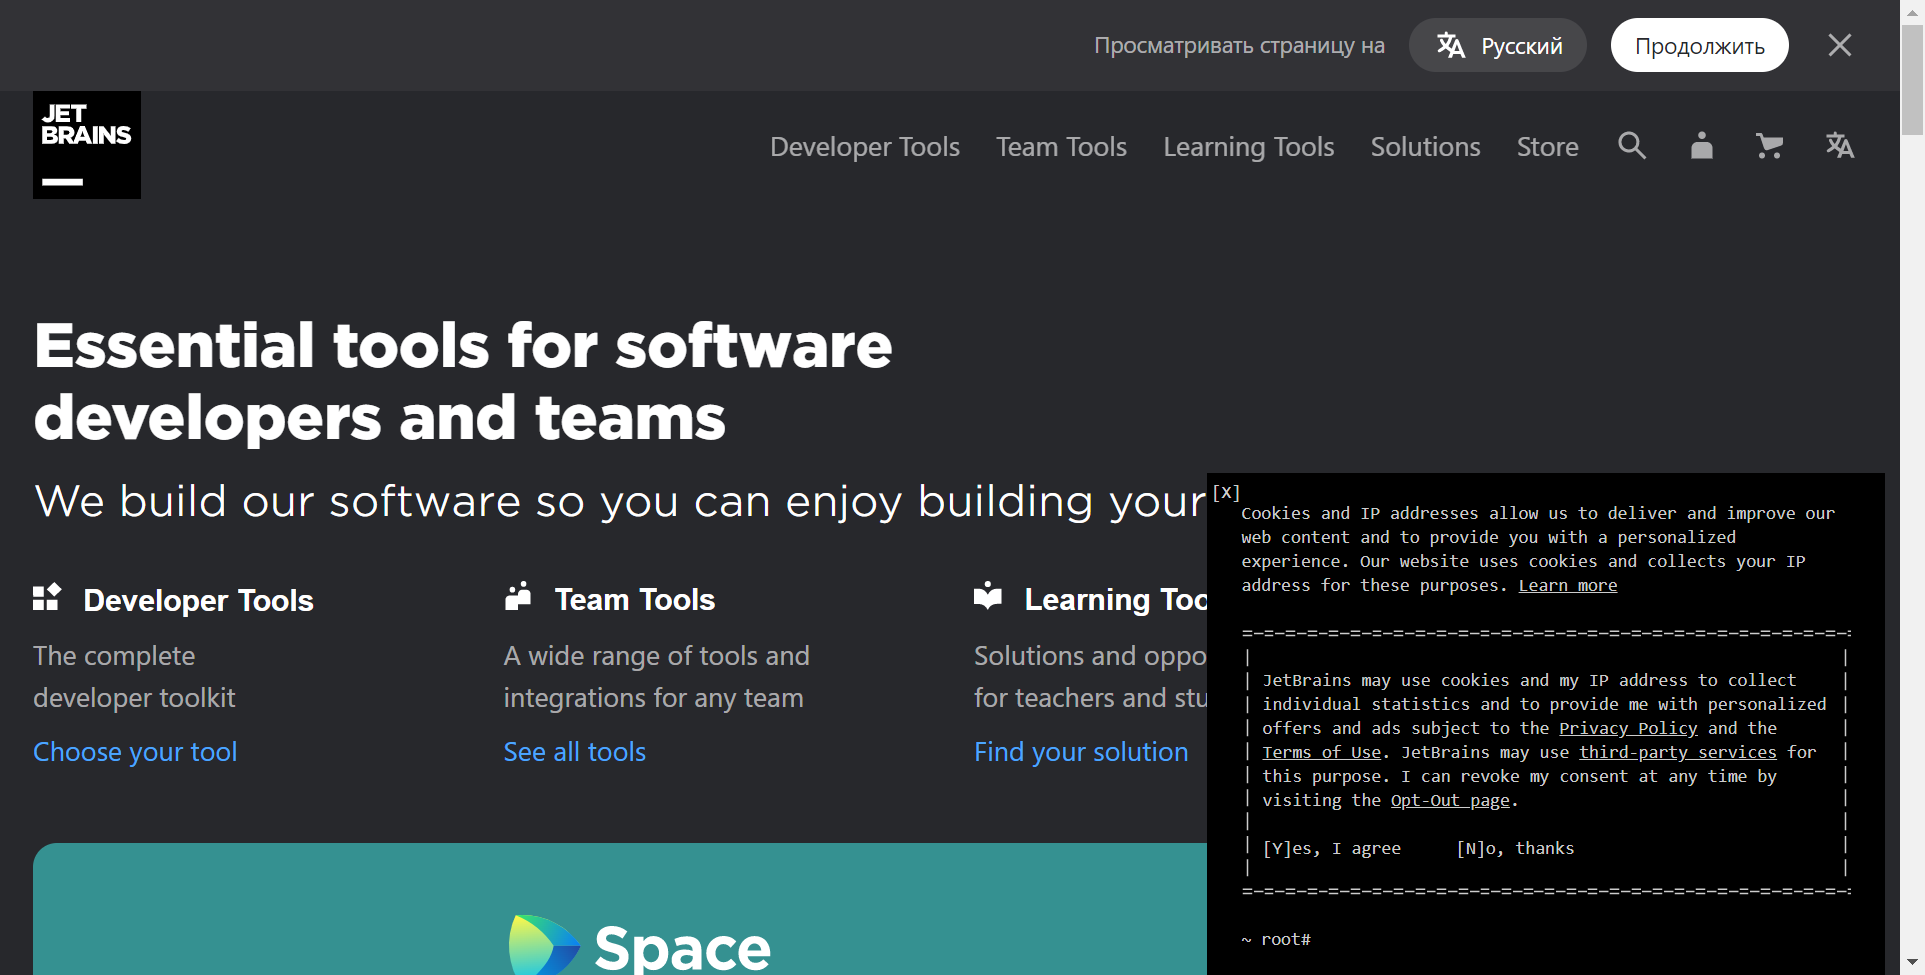 Просматривать страницу на
Русский
Продолжить
JET
BRAINS
Developer Tools
Team Tools
Learning Tools
Solutions
Store
Essential tools for software
developers and teams
We build our software so you can enjoy building your
Developer Tools
The complete
developer toolkit
Choose your tool
Team Tools
A wide range of tools and
integrations for any team
See all tools
Learning Too
Solutions and oppo
for teachers and stu
Find your solution
Space
[X]
Cookies and IP addresses allow us to deliver and improve our
web content and to provide you with a personalized
experience. Our website uses cookies and collects your IP
address for these purposes. Learn more
JetBrains may use cookies and my IP address to collect
individual statistics and to provide me with personalized
offers and ads subject to the Privacy Policy and the
Terms of Use. JetBrains may use third-party services for
this purpose. I can revoke my consent at any time by
visiting the Opt-Out page.
[Y]es, I agree
[N]o, thanks
~ root#